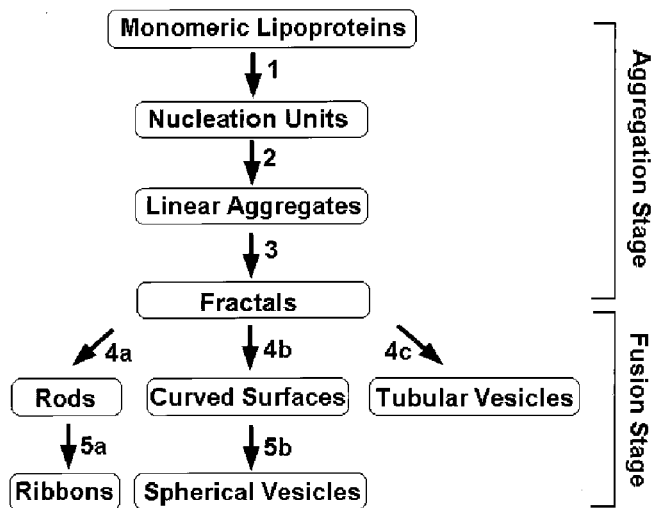 Monomeric Lipoproteins
1
Nucleation Units
2
Linear Aggregates
3
Fractals
4a
4b
4c
Rods
Curved Surfaces
Tubular Vesicles
5a
5b
Ribbons
Spherical Vesicles
Aggregation Stage
Fusion Stage